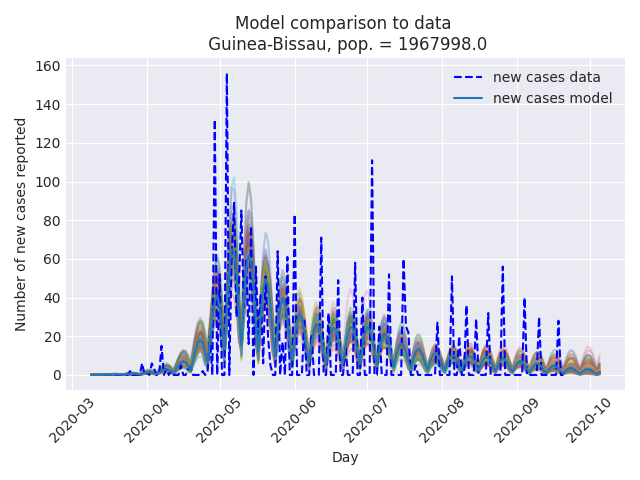 Model comparison to data
Guinea-Bissau, pop. = 1967998.0
new cases data
new cases model
Number of new cases reported
160
140
120
100
80
60
40
20
0
2020-03
2020-04
2020-05
2020-06
2020-07
2020-08
2020-09
2020-10
Day